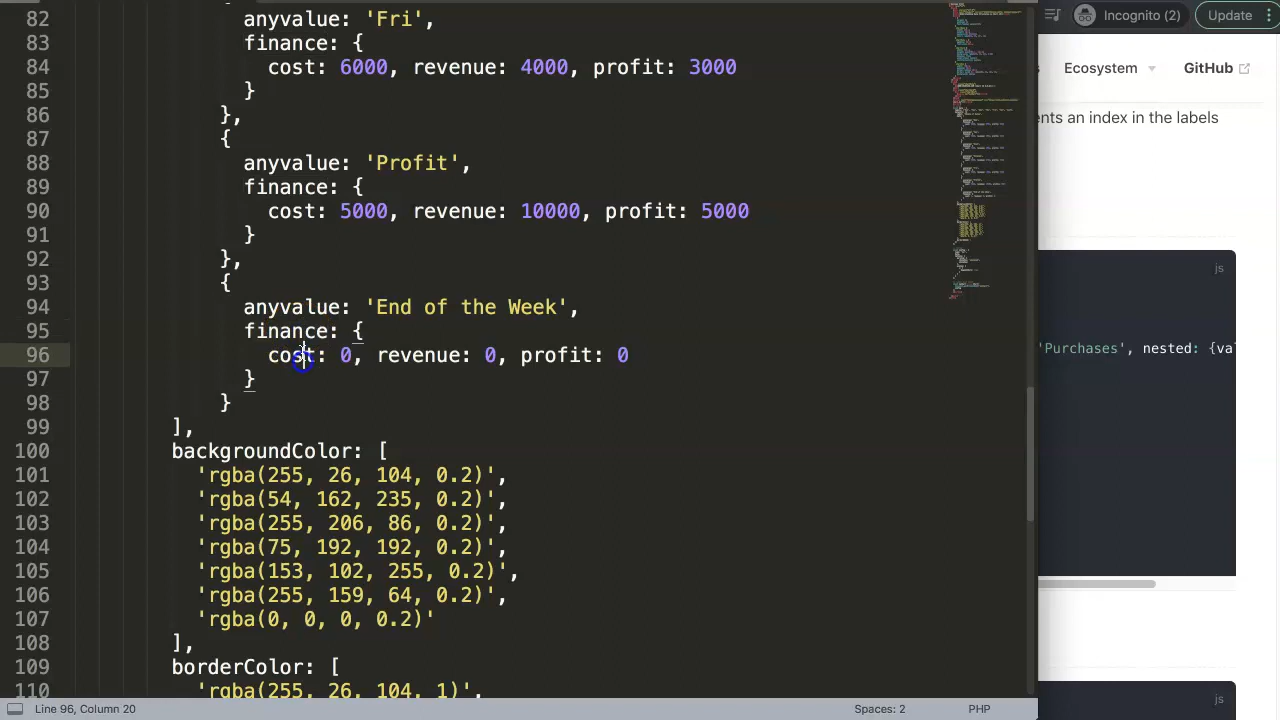 82 anyvalue: 'Fri',
83 finance: {
84 cost: 6000, revenue: 4000, profit: 3000
85 }
86 },
87 {
88 anyvalue: 'Profit',
89 finance: {
90 cost: 5000, revenue: 10000, profit: 5000
91 }
92 },
93 {
94 anyvalue: 'End of the Week',
95 finance: {
96 cost: 0, revenue: 0, profit: 0
97 }
98 }
99 ],
100 backgroundColor: [
101 'rgba(255, 26, 104, 0.2)',
102 'rgba(54, 162, 235, 0.2)',
103 'rgba(255, 206, 86, 0.2)',
104 'rgba(75, 192, 192, 0.2)',
105 'rgba(153, 102, 255, 0.2)',
106 'rgba(255, 159, 64, 0.2)',
107 'rgba(0, 0, 0, 0.2)'
108 ],
109 borderColor: [
110 'rgba(255, 26, 104, 1)',
Line 96, Column 20 Spaces: 2 PHP
Incognito (2) Update
Ecosystem GitHub
nts an index in the labels
js
'Purchases', nested: {va
js